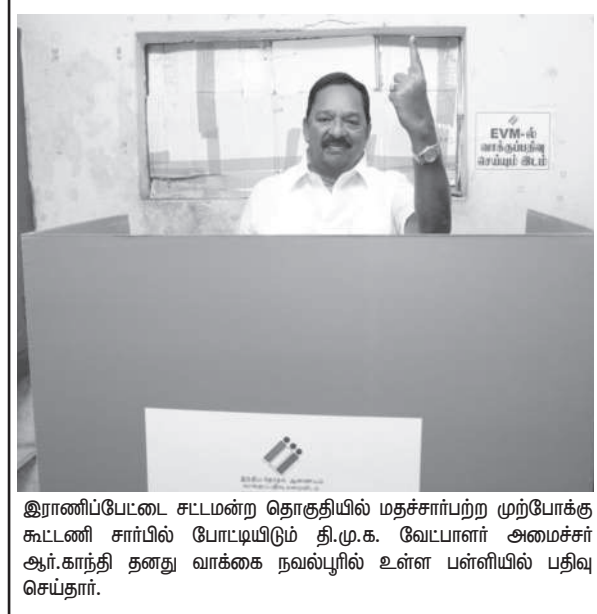 EVM-ல்
வாக்குப்பதிவு
செய்யும் இடம்
இராணிப்பேட்டை சட்டமன்ற தொகுதியில் மதச்சார்பற்ற முற்போக்கு
கூட்டணி சார்பில் போட்டியிடும் தி.மு.க. வேட்பாளர் அமைச்சர்
ஆர்.காந்தி தனது வாக்கை நவல்பூரில் உள்ள பள்ளியில் பதிவு
செய்தார்.